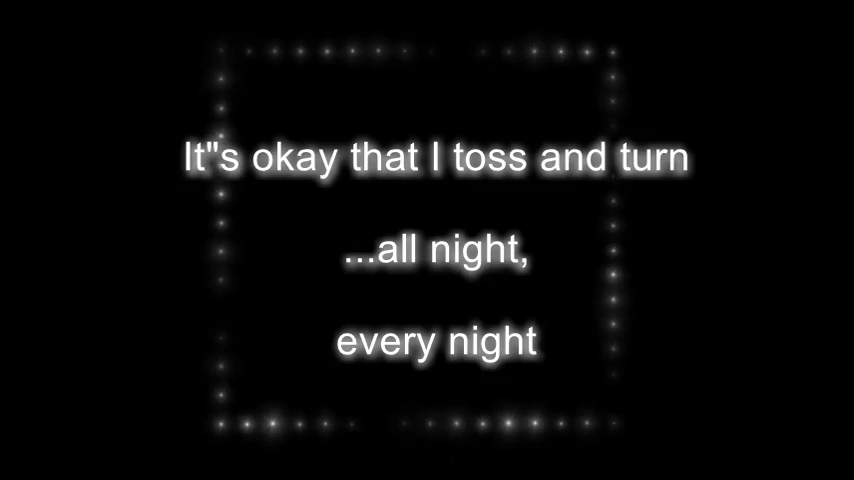 It"s okay that I toss and turn
...all night,
every night